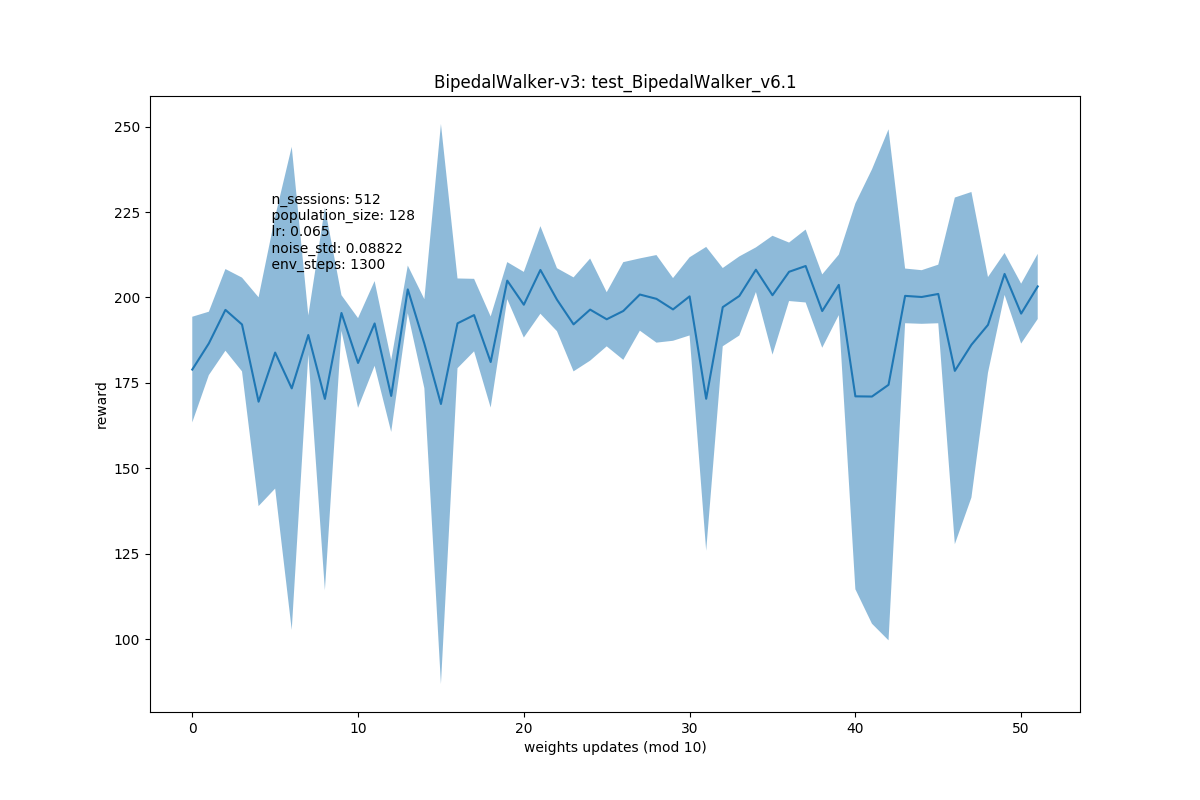 BipedalWalker-v3: test_BipedalWalker_v6.1
250
225
200
175
150
125
100
reward
n_sessions: 512
population_size: 128
lr: 0.065
noise_std: 0.08822
env_steps: 1300
0 10 20 30 40 50
weights updates (mod 10)